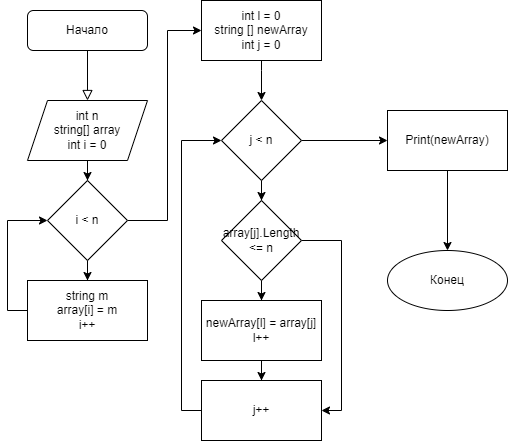 Начало
int n
string[] array
int i = 0
i < n
string m
array[i] = m
i++
int l = 0
string [] newArray
int j = 0
j < n
array[j].Length
<= n
newArray[l] = array[j]
l++
j++
Print(newArray)
Конец